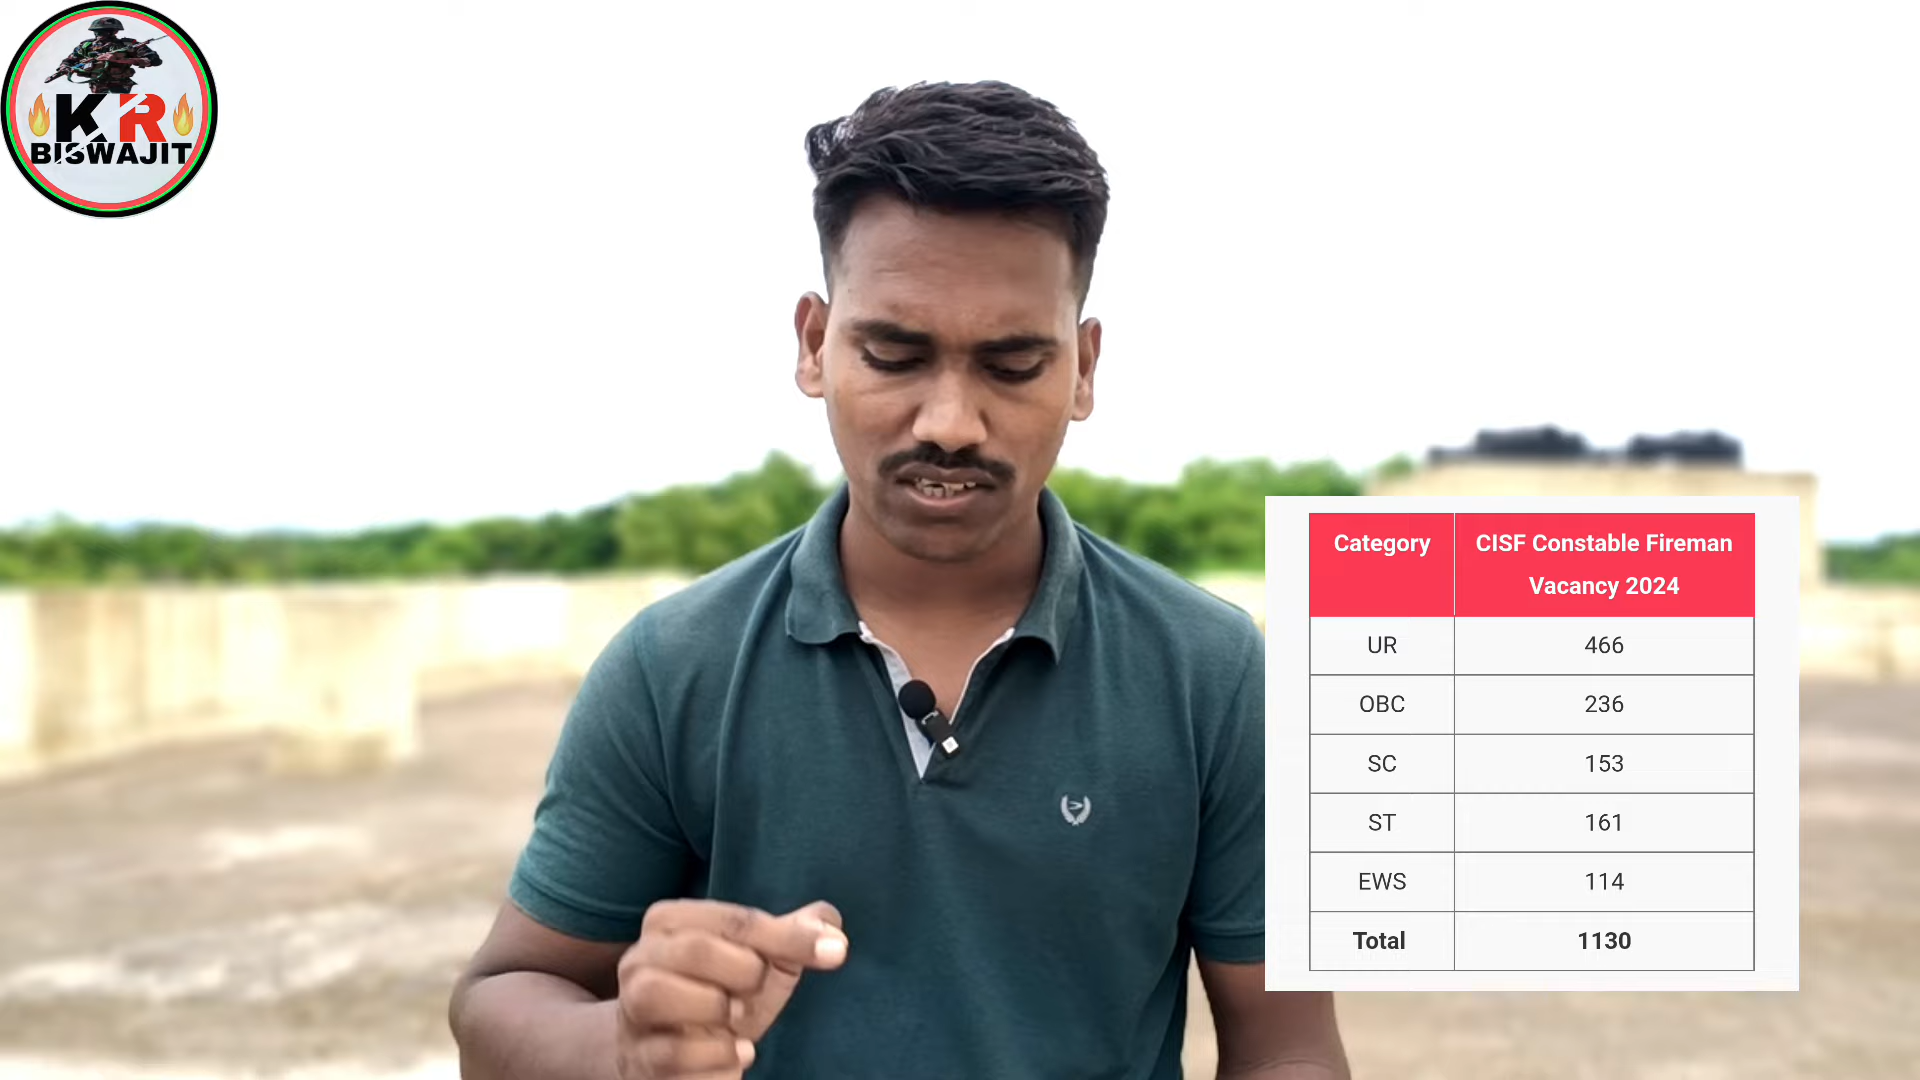 KR
BISWAJIT
Category CISF Constable Fireman
Vacancy 2024
UR 466
OBC 236
SC 153
ST 161
EWS 114
Total 1130